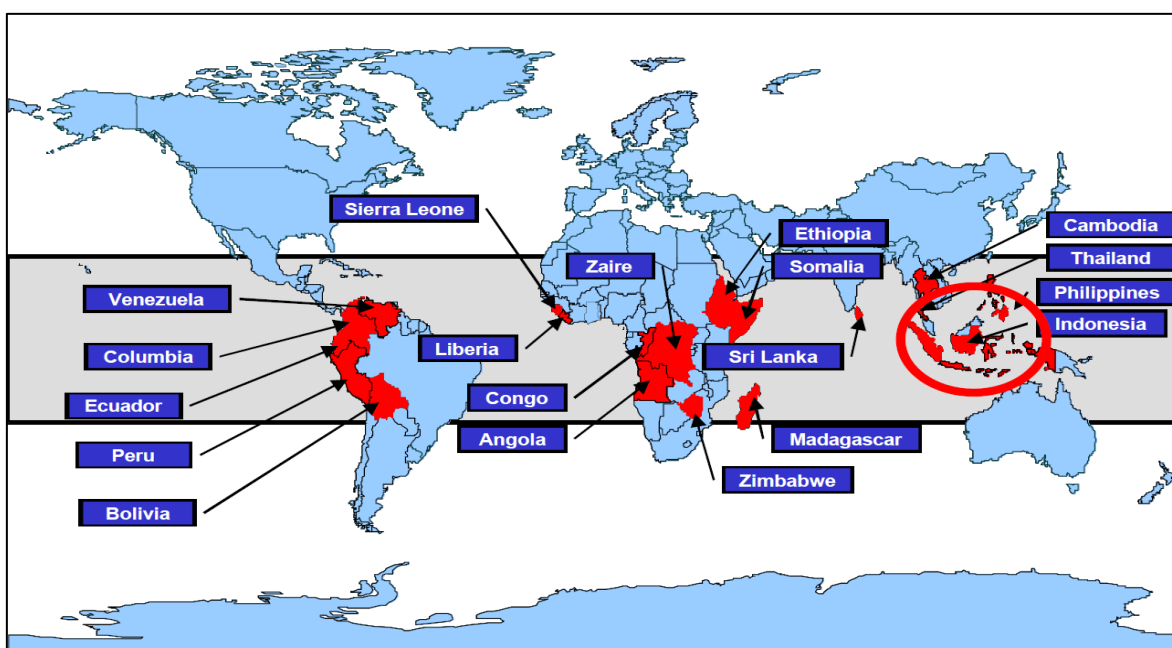 Sierra Leone
Ethiopia
Cambodia
Zaire
Somalia
Thailand
Venezuela
Philippines
Indonesia
Columbia
Liberia
Sri Lanka
Ecuador
Congo
Peru
Angola
Madagascar
Zimbabwe
Bolivia